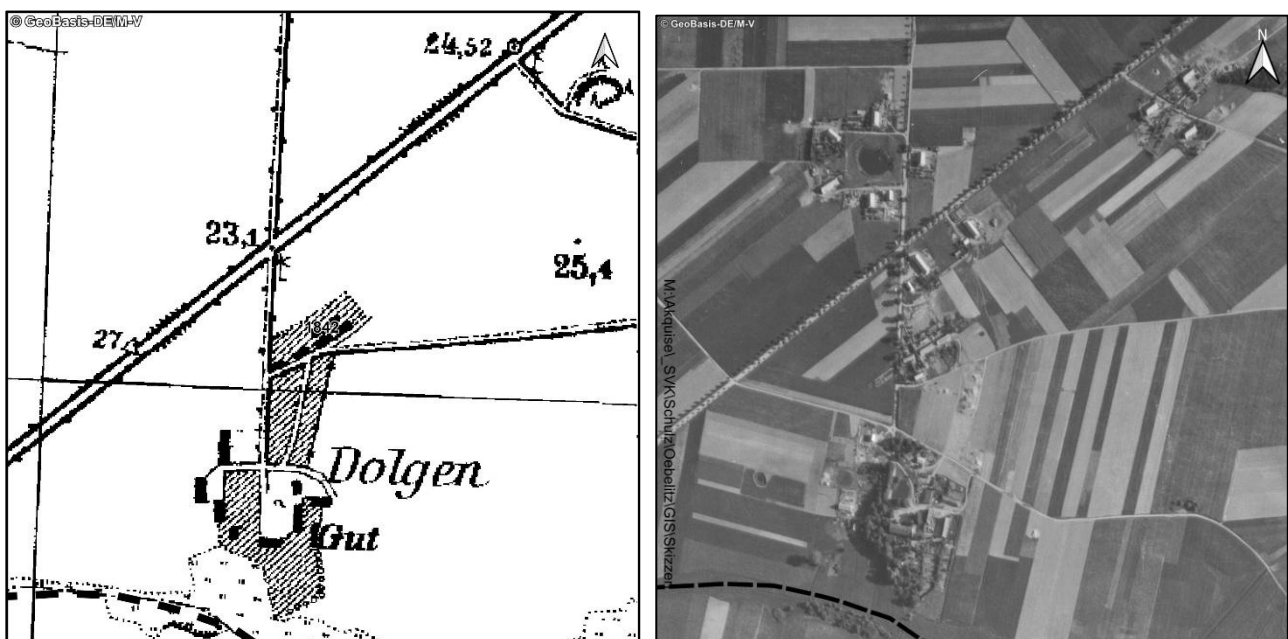 © GeoBasis-DE/M-V
24,52
23,1
25,4
27
1842
Dolgen
Gut
© GeoBasis-DE/M-V
N
M:\Akquise\_SVK\Schulz\Oebelitz\GIS\Skizzen